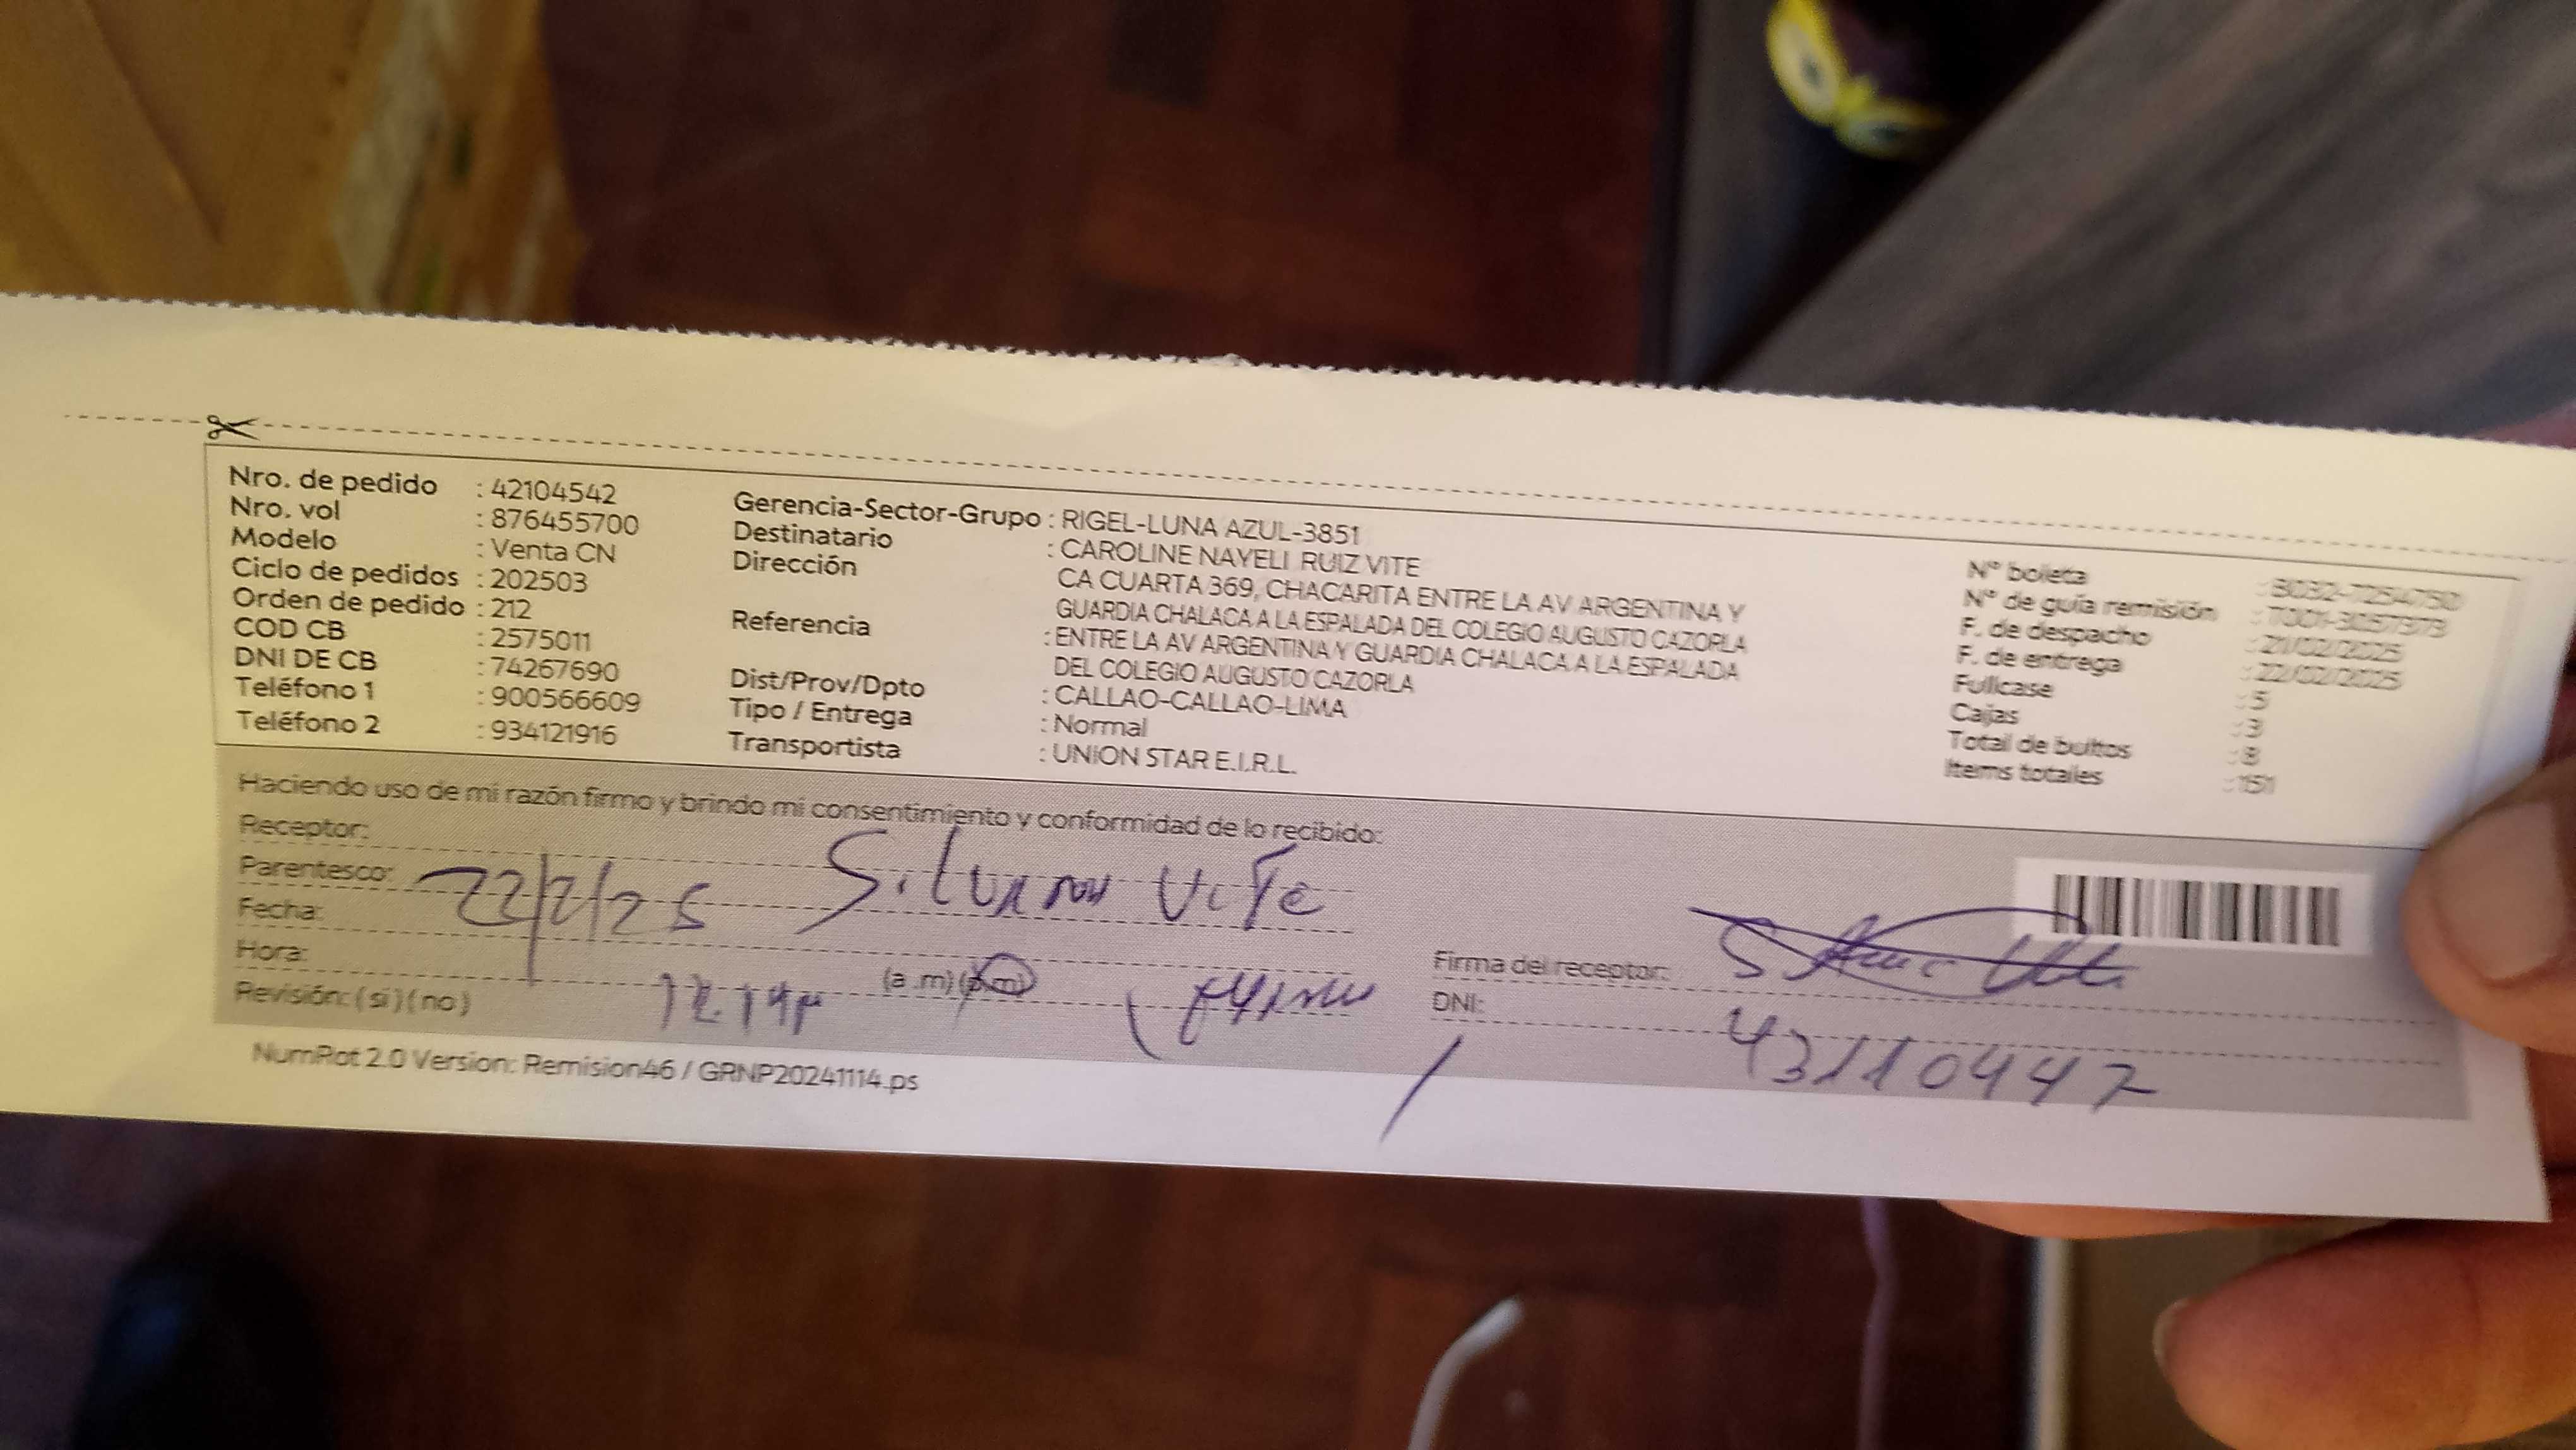 Nro. de pedido : 42104542
Nro. vol : 876455700
Modelo : Venta CN
Ciclo de pedidos : 202503
Orden de pedido : 212
COD CB : 2575011
DNI DE CB : 74267690
Teléfono 1 : 900566609
Teléfono 2 : 934121916
Gerencia-Sector-Grupo : RIGEL-LUNA AZUL-3851
Destinatario : CAROLINE NAYELI RUIZ VITE
Dirección CA CUARTA 369, CHACARITA ENTRE LA AV ARGENTINA Y
GUARDIA CHALACA A LA ESPALADA DEL COLEGIO AUGUSTO CAZORLA
Referencia : ENTRE LA AV ARGENTINA Y GUARDIA CHALACA A LA ESPALADA
DEL COLEGIO AUGUSTO CAZORLA
Dist/Prov/Dpto : CALLAO-CALLAO-LIMA
Tipo / Entrega : Normal
Transportista : UNION STAR E.I.R.L.
N° boleta
N° de guía remisión
F. de despacho : 21/02/2025
F. de entrega : 22/02/2025
Fullcase : 5
Cajas : 3
Total de bultos : 8
Items totales : 151
Haciendo uso de mi razón firmo y brindo mi consentimiento y conformidad de lo recibido:
Receptor:
Parentesco: 22/2/25 Silvana Vite
Fecha:
Hora: (a .m) (p.m)
Revisión: ( si ) ( no )
Firma del receptor:
DNI: 43110447
NumRot 2.0 Version: Remision46 / GRNP20241114.ps